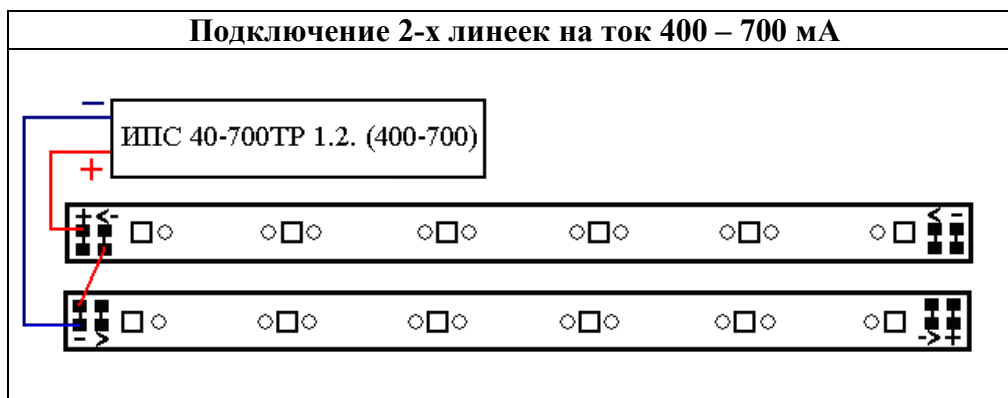 Подключение 2-х линеек на ток 400 – 700 мА
−
ИПС 40-700ТР 1.2. (400-700)
+
+ <- < -
- > -> +